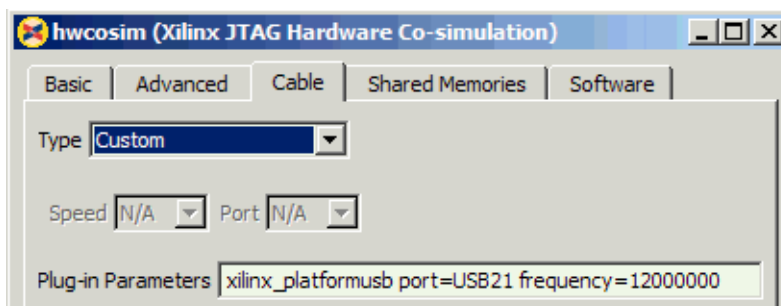 hwcosim (Xilinx JTAG Hardware Co-simulation)
Basic Advanced Cable Shared Memories Software
Type Custom
Speed N/A Port N/A
Plug-in Parameters xilinx_platformusb port=USB21 frequency=12000000